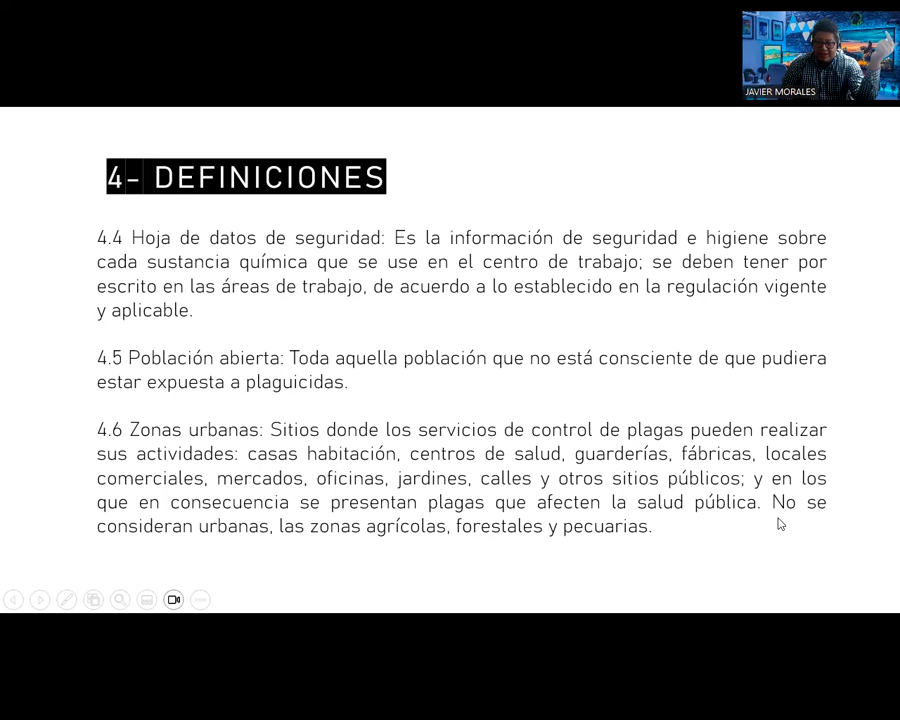 JAVIER MORALES
4- DEFINICIONES
4.4 Hoja de datos de seguridad: Es la información de seguridad e higiene sobre
cada sustancia química que se use en el centro de trabajo; se deben tener por
escrito en las áreas de trabajo, de acuerdo a lo establecido en la regulación vigente
y aplicable.
4.5 Población abierta: Toda aquella población que no está consciente de que pudiera
estar expuesta a plaguicidas.
4.6 Zonas urbanas: Sitios donde los servicios de control de plagas pueden realizar
sus actividades: casas habitación, centros de salud, guarderías, fábricas, locales
comerciales, mercados, oficinas, jardines, calles y otros sitios públicos; y en los
que en consecuencia se presentan plagas que afecten la salud pública. No se
consideran urbanas, las zonas agrícolas, forestales y pecuarias.